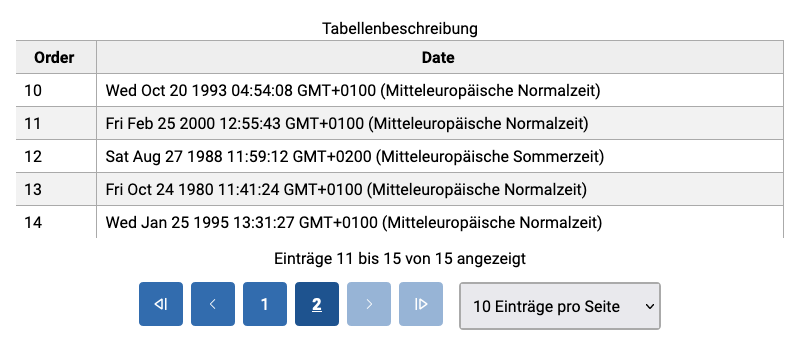 Tabellenbeschreibung
Order Date
10 Wed Oct 20 1993 04:54:08 GMT+0100 (Mitteleuropäische Normalzeit)
11 Fri Feb 25 2000 12:55:43 GMT+0100 (Mitteleuropäische Normalzeit)
12 Sat Aug 27 1988 11:59:12 GMT+0200 (Mitteleuropäische Sommerzeit)
13 Fri Oct 24 1980 11:41:24 GMT+0100 (Mitteleuropäische Normalzeit)
14 Wed Jan 25 1995 13:31:27 GMT+0100 (Mitteleuropäische Normalzeit)
Einträge 11 bis 15 von 15 angezeigt
1 2 10 Einträge pro Seite